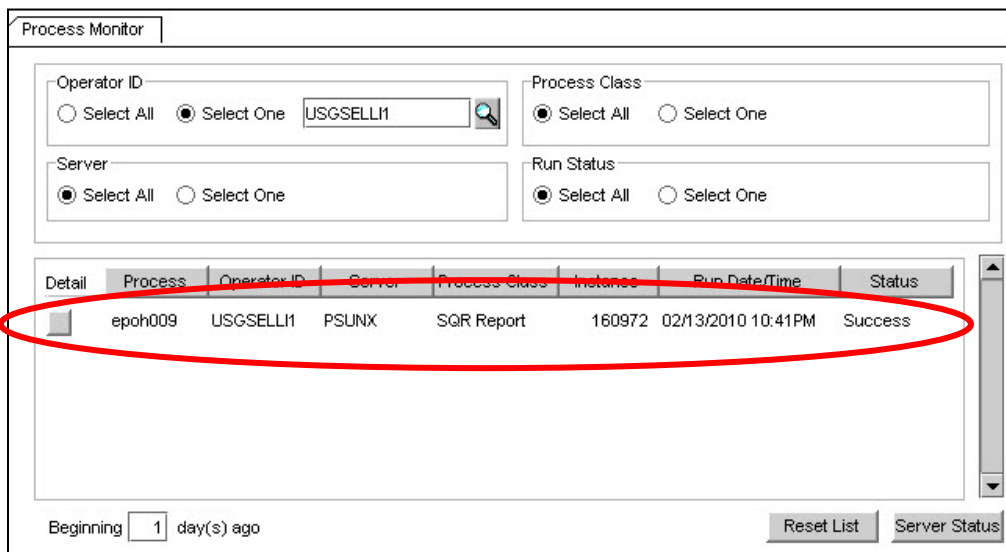 Process Monitor
Operator ID
Select All Select One USGSELLI1
Process Class
Select All Select One
Server
Select All Select One
Run Status
Select All Select One
Detail Process Operator ID Server Process Class Instance Run Date/Time Status
epoh009 USGSELLI1 PSUNX SQR Report 160972 02/13/2010 10:41PM Success
Beginning 1 day(s) ago Reset List Server Status